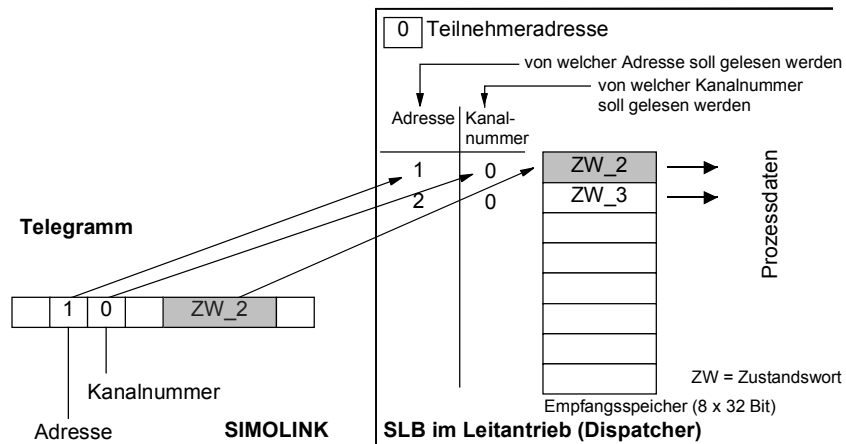 0 Teilnehmeradresse
von welcher Adresse soll gelesen werden
von welcher Kanalnummer
soll gelesen werden
Adresse
Kanal-
nummer
1 0 ZW_2
2 0 ZW_3
Prozessdaten
Telegramm
1 0 ZW_2
Kanalnummer
Adresse
SIMOLINK
ZW = Zustandswort
Empfangsspeicher (8 x 32 Bit)
SLB im Leitantrieb (Dispatcher)